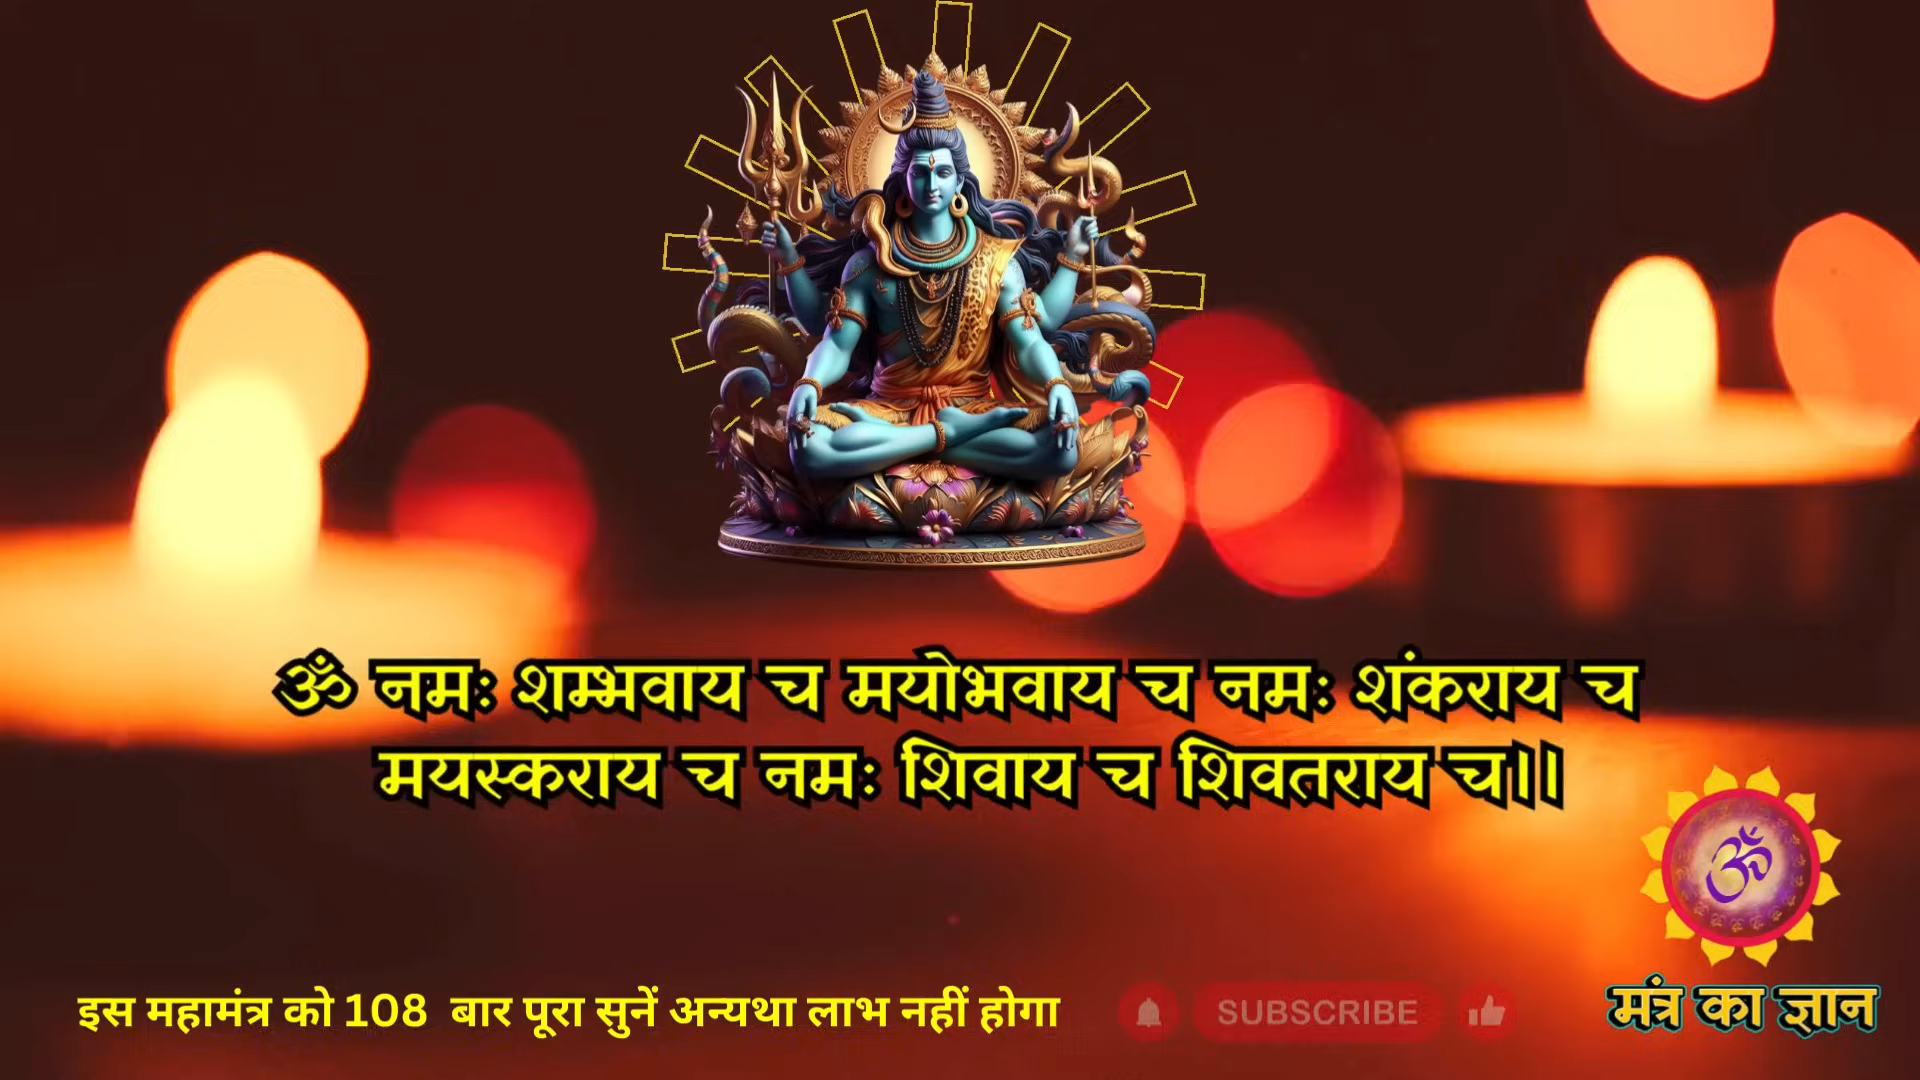 ॐ नमः शम्भवाय च मयोभवाय च नमः शंकराय च
मयस्कराय च नमः शिवाय च शिवतराय च।।
ॐ
इस महामंत्र को 108 बार पूरा सुनें अन्यथा लाभ नहीं होगा
SUBSCRIBE
मंत्र का ज्ञान